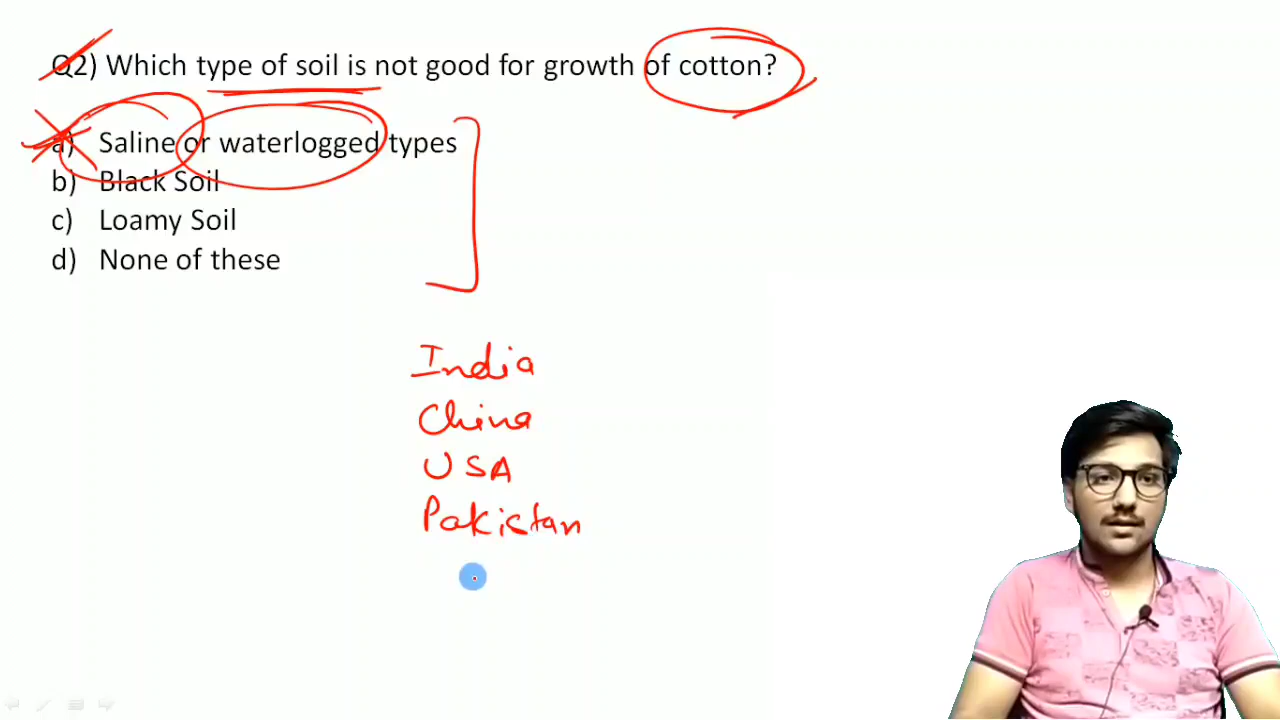 Q2) Which type of soil is not good for growth of cotton?
a) Saline or waterlogged types
b) Black Soil
c) Loamy Soil
d) None of these
India
China
USA
Pakistan